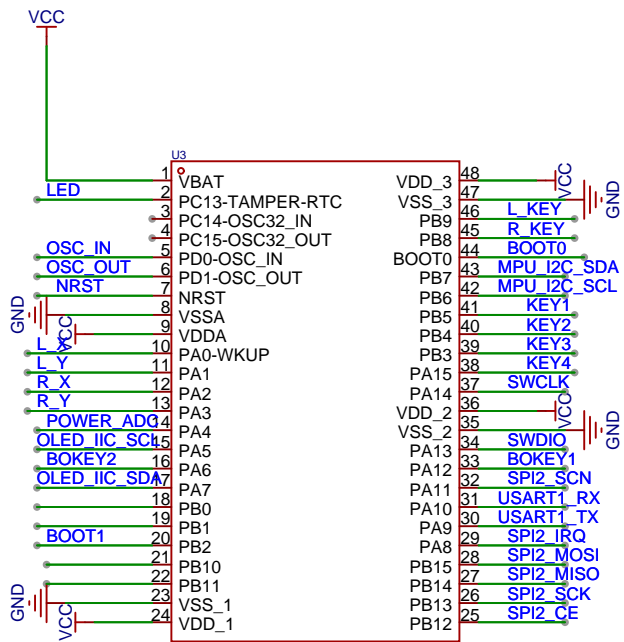 VCC
U3
1 VBAT VDD_3 48 VCC
LED 2 PC13-TAMPER-RTC VSS_3 47 GND
3 PC14-OSC32_IN PB9 46 L_KEY
4 PC15-OSC32_OUT PB8 45 R_KEY
OSC_IN 5 PD0-OSC_IN BOOT0 44 BOOT0
OSC_OUT 6 PD1-OSC_OUT PB7 43 MPU_I2C_SDA
NRST 7 NRST PB6 42 MPU_I2C_SCL
GND 8 VSSA PB5 41 KEY1
VCC 9 VDDA PB4 40 KEY2
L_X 10 PA0-WKUP PB3 39 KEY3
L_Y 11 PA1 PA15 38 KEY4
R_X 12 PA2 PA14 37 SWCLK
R_Y 13 PA3 VDD_2 36 VCC
POWER_ADC 14 PA4 VSS_2 35 GND
OLED_IIC_SCL 15 PA5 PA13 34 SWDIO
BOKEY2 16 PA6 PA12 33 BOKEY1
OLED_IIC_SDA 17 PA7 PA11 32 SPI2_SCN
18 PB0 PA10 31 USART1_RX
19 PB1 PA9 30 USART1_TX
BOOT1 20 PB2 PA8 29 SPI2_IRQ
21 PB10 PB15 28 SPI2_MOSI
22 PB11 PB14 27 SPI2_MISO
GND 23 VSS_1 PB13 26 SPI2_SCK
VCC 24 VDD_1 PB12 25 SPI2_CE